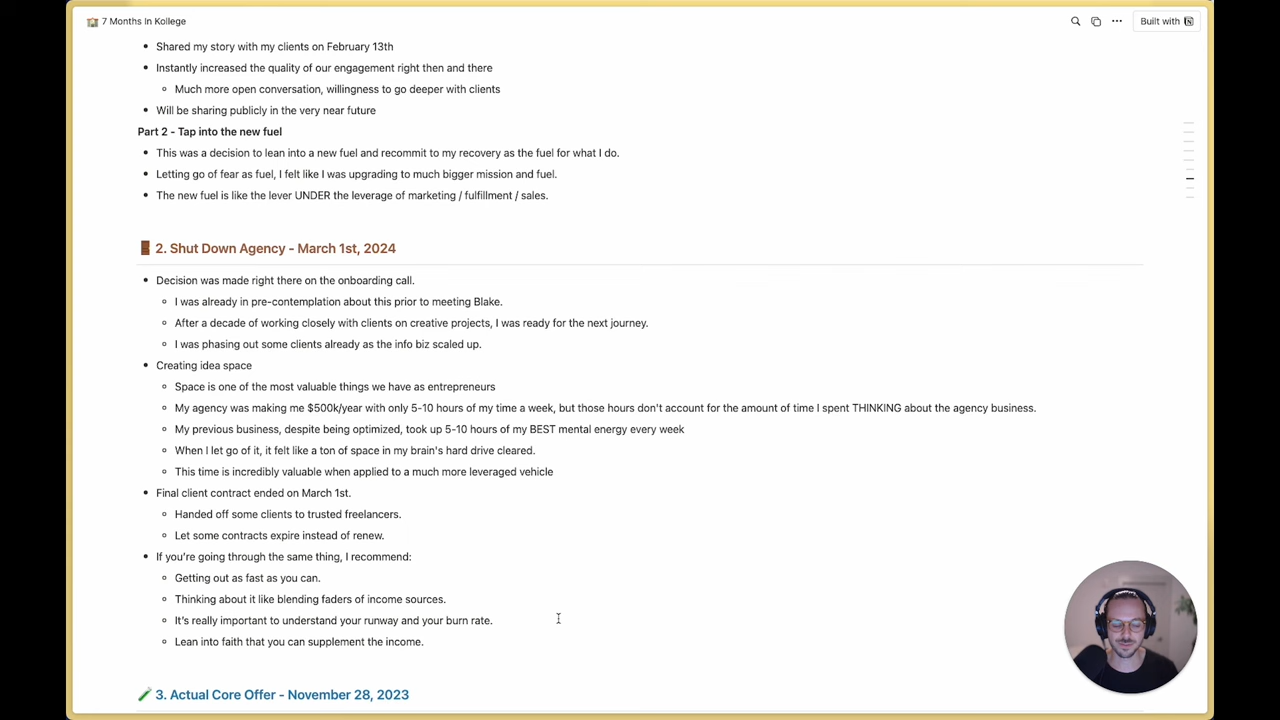 7 Months In Kollege
Built with
Shared my story with my clients on February 13th
Instantly increased the quality of our engagement right then and there
Much more open conversation, willingness to go deeper with clients
Will be sharing publicly in the very near future
Part 2 - Tap into the new fuel
This was a decision to lean into a new fuel and recommit to my recovery as the fuel for what I do.
Letting go of fear as fuel, I felt like I was upgrading to much bigger mission and fuel.
The new fuel is like the lever UNDER the leverage of marketing / fulfillment / sales.
2. Shut Down Agency - March 1st, 2024
Decision was made right there on the onboarding call.
I was already in pre-contemplation about this prior to meeting Blake.
After a decade of working closely with clients on creative projects, I was ready for the next journey.
I was phasing out some clients already as the info biz scaled up.
Creating idea space
Space is one of the most valuable things we have as entrepreneurs
My agency was making me $500k/year with only 5-10 hours of my time a week, but those hours don't account for the amount of time I spent THINKING about the agency business.
My previous business, despite being optimized, took up 5-10 hours of my BEST mental energy every week
When I let go of it, it felt like a ton of space in my brain's hard drive cleared.
This time is incredibly valuable when applied to a much more leveraged vehicle
Final client contract ended on March 1st.
Handed off some clients to trusted freelancers.
Let some contracts expire instead of renew.
If you're going through the same thing, I recommend:
Getting out as fast as you can.
Thinking about it like blending faders of income sources.
It's really important to understand your runway and your burn rate.
Lean into faith that you can supplement the income.
3. Actual Core Offer - November 28, 2023